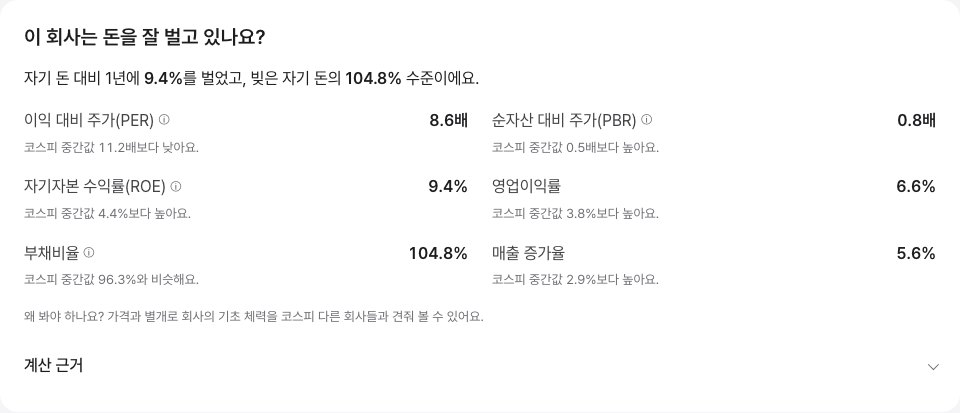 이 회사는 돈을 잘 벌고 있나요?
자기 돈 대비 1년에 9.4%를 벌었고, 빚은 자기 돈의 104.8% 수준이에요.
이익 대비 주가(PER) ⓘ 8.6배
코스피 중간값 11.2배보다 낮아요.
순자산 대비 주가(PBR) ⓘ 0.8배
코스피 중간값 0.5배보다 높아요.
자기자본 수익률(ROE) ⓘ 9.4%
코스피 중간값 4.4%보다 높아요.
영업이익률 6.6%
코스피 중간값 3.8%보다 높아요.
부채비율 ⓘ 104.8%
코스피 중간값 96.3%와 비슷해요.
매출 증가율 5.6%
코스피 중간값 2.9%보다 높아요.
왜 봐야 하나요? 가격과 별개로 회사의 기초 체력을 코스피 다른 회사들과 견줘 볼 수 있어요.
계산 근거